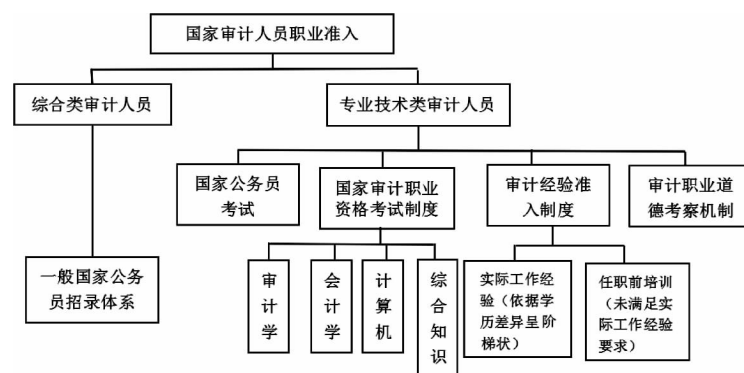 国家审计人员职业准入
综合类审计人员
专业技术类审计人员
国家公务员
考试
国家审计职业
资格考试制度
审计经验准
入制度
审计职业道
德考察机制
一般国家公务
员招录体系
审计学
会计学
计算机
综合知识
实际工作经
验（依据学
历差异呈阶
梯状）
任职前培训
（未满足实
际工作经验
要求）